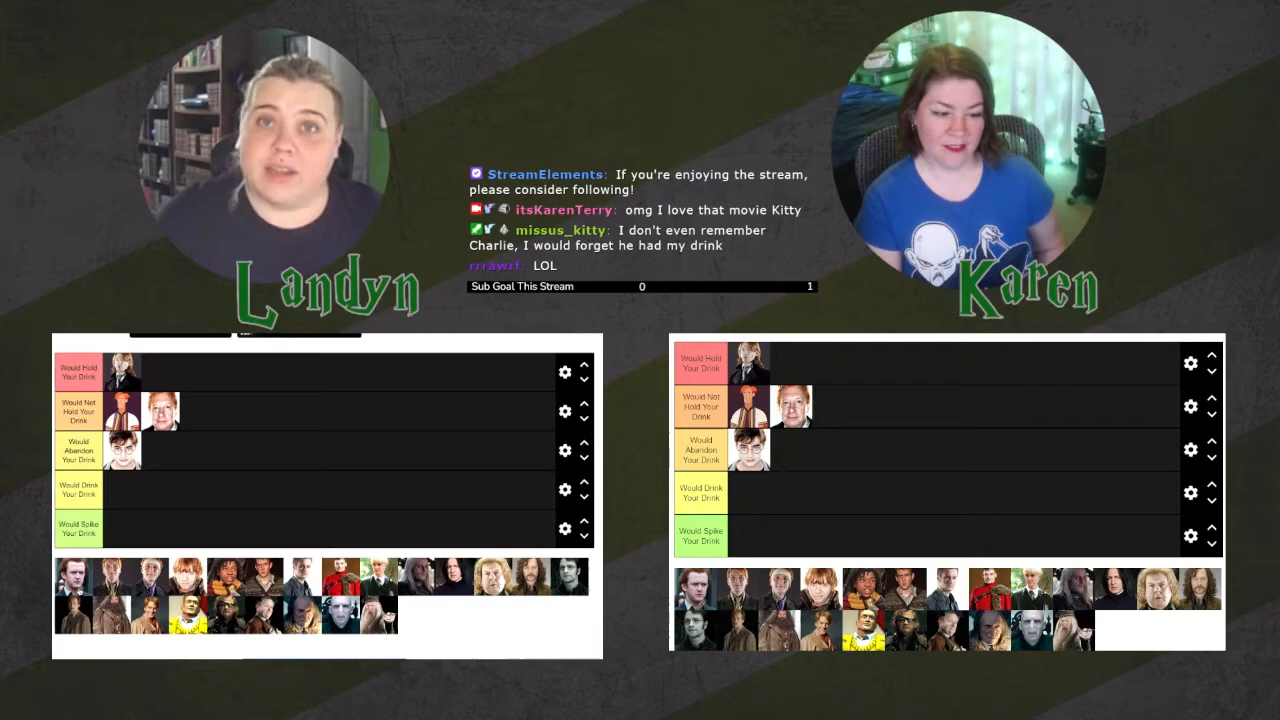 StreamElements: If you're enjoying the stream,
please consider following!
itsKarenTerry: omg I love that movie Kitty
missus_kitty: I don't even remember
Charlie, I would forget he had my drink
rrrawrf: LOL
Sub Goal This Stream 0 1
Landyn
Karen
Would Hold
Your Drink
Would Not
Hold Your
Drink
Would
Abandon
Your Drink
Would Drink
Your Drink
Would Spike
Your Drink
Would Hold
Your Drink
Would Not
Hold Your
Drink
Would
Abandon
Your Drink
Would Drink
Your Drink
Would Spike
Your Drink